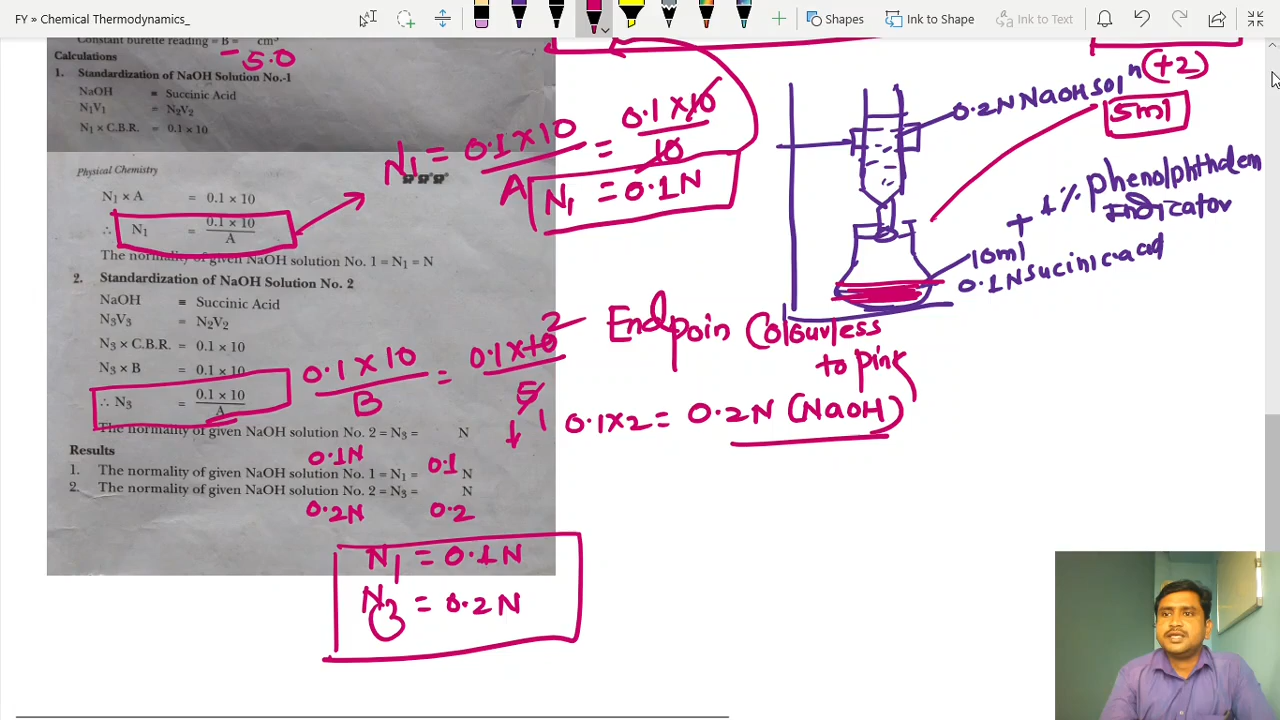 FY » Chemical Thermodynamics_
Shapes
Ink to Shape
Ink to Text
Constant burette reading = B = cm³
- 5.0
Calculations
1. Standardization of NaOH Solution No.-1
NaOH ≡ Succinic Acid
N₁V₁ = N₂V₂
N₁ × C.B.R. = 0.1 × 10
Physical Chemistry
N₁ × A = 0.1 × 10
∴ N₁ = 0.1 × 10 / A
The normality of given NaOH solution No. 1 = N₁ = N
N₁ = 0.1 × 10 / A = 0.1 × 10 / 10
N₁ = 0.1 N
2. Standardization of NaOH Solution No. 2
NaOH ≡ Succinic Acid
N₃V₃ = N₂V₂
N₃ × C.B.R. = 0.1 × 10
N₃ × B = 0.1 × 10
∴ N₃ = 0.1 × 10 / A
0.1 × 10 / B = 0.1 × 10 / 5
2
1
0.1×2 = 0.2N (NaOH)
The normality of given NaOH solution No. 2 = N₃ = N
Results
0.1N
1. The normality of given NaOH solution No. 1 = N₁ = 0.1 N
2. The normality of given NaOH solution No. 2 = N₃ = N
0.2N 0.2
N₁ = 0.1N
N₃ = 0.2N
0.2N NaOH solⁿ (+2)
5ml
+ 1% phenolphthalem
Indicator
10ml
0.1N Sucinic acid
Endpoin Colourless
to pink